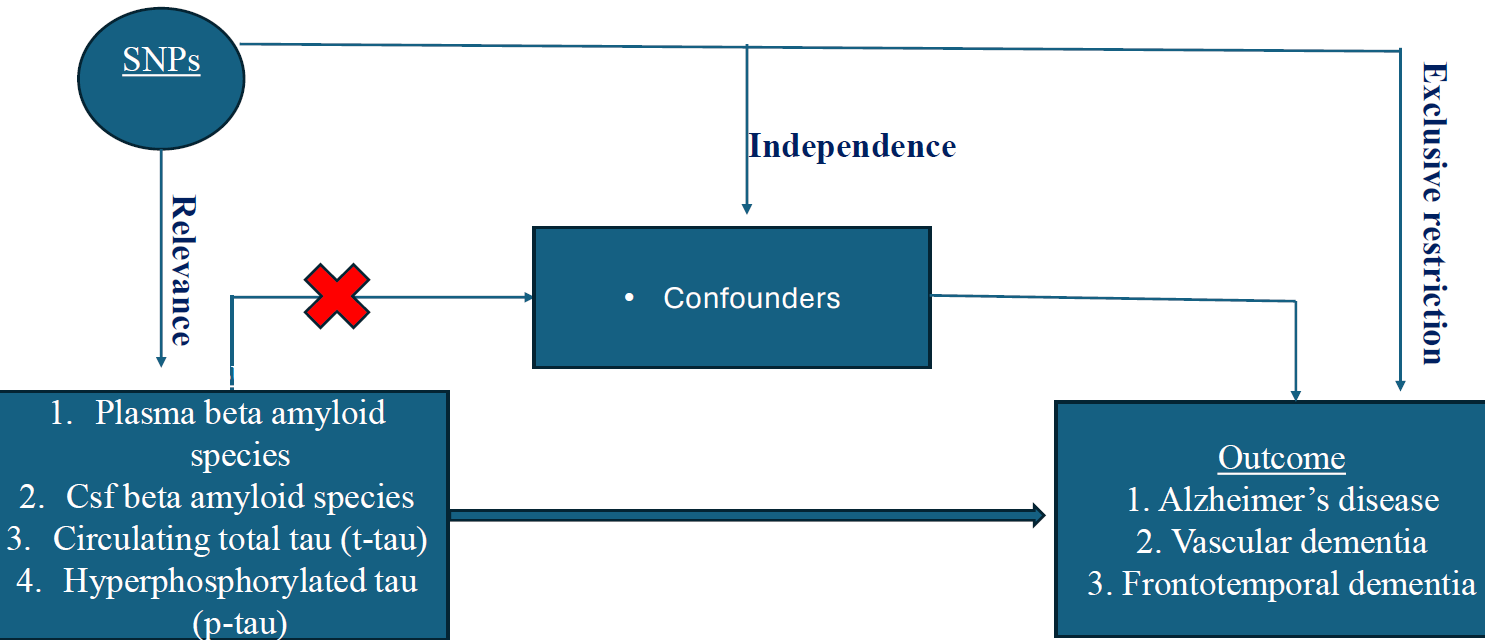 SNPs
Independence
Exclusive restriction
Relevance
• Confounders
1. Plasma beta amyloid
species
2. Csf beta amyloid species
3. Circulating total tau (t-tau)
4. Hyperphosphorylated tau
(p-tau)
Outcome
1. Alzheimer’s disease
2. Vascular dementia
3. Frontotemporal dementia